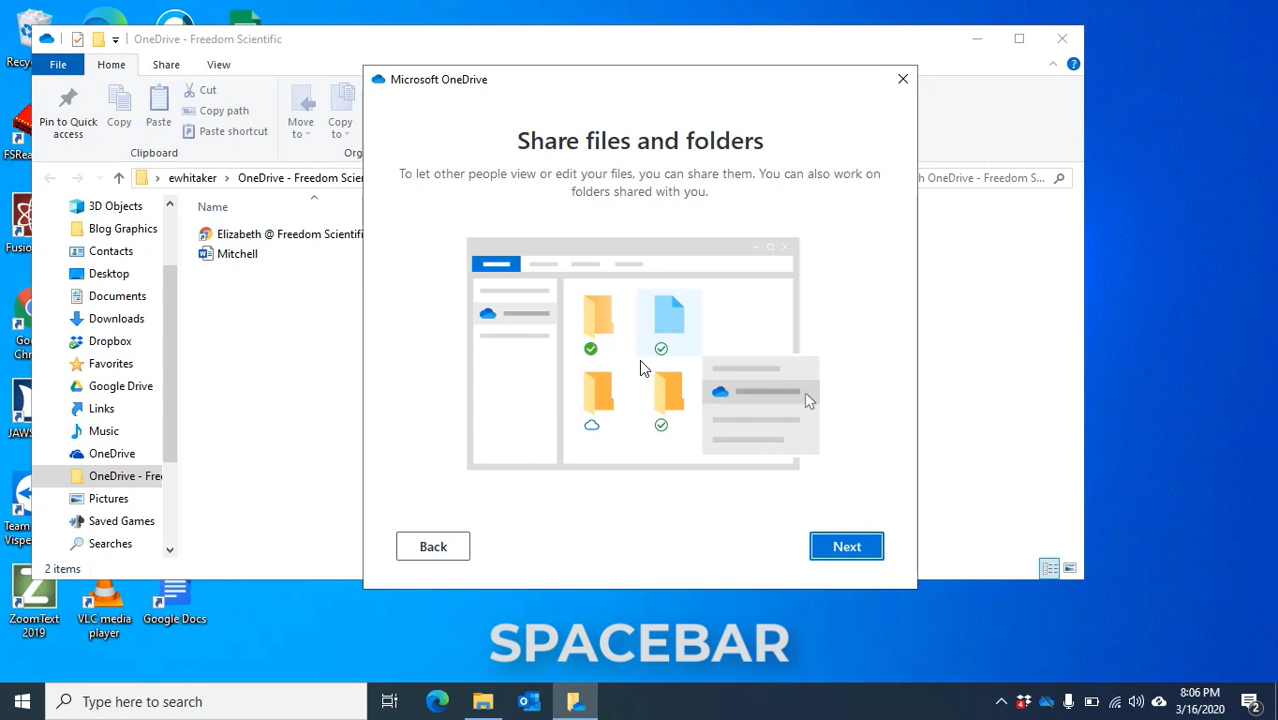 Recy
OneDrive - Freedom Scientific
File
Home
Share
View
Pin to Quick
access
Copy
Paste
Cut
Copy path
Paste shortcut
Move
to
Copy
to
Clipboard
Org
ewhitaker
OneDrive - Freedom Scien
h OneDrive - Freedom S...
Name
Elizabeth @ Freedom Scientifi
Mitchell
3D Objects
Blog Graphics
Contacts
Desktop
Documents
Downloads
Dropbox
Favorites
Google Drive
Links
Music
OneDrive
OneDrive - Free
Pictures
Saved Games
Searches
2 items
FSRea
Fusio
Goo
Chr
JAWS
Team
Vispe
ZoomText
2019
VLC media
player
Google Docs
Microsoft OneDrive
Share files and folders
To let other people view or edit your files, you can share them. You can also work on
folders shared with you.
Back
Next
SPACEBAR
Type here to search
4
8:06 PM
3/16/2020
2